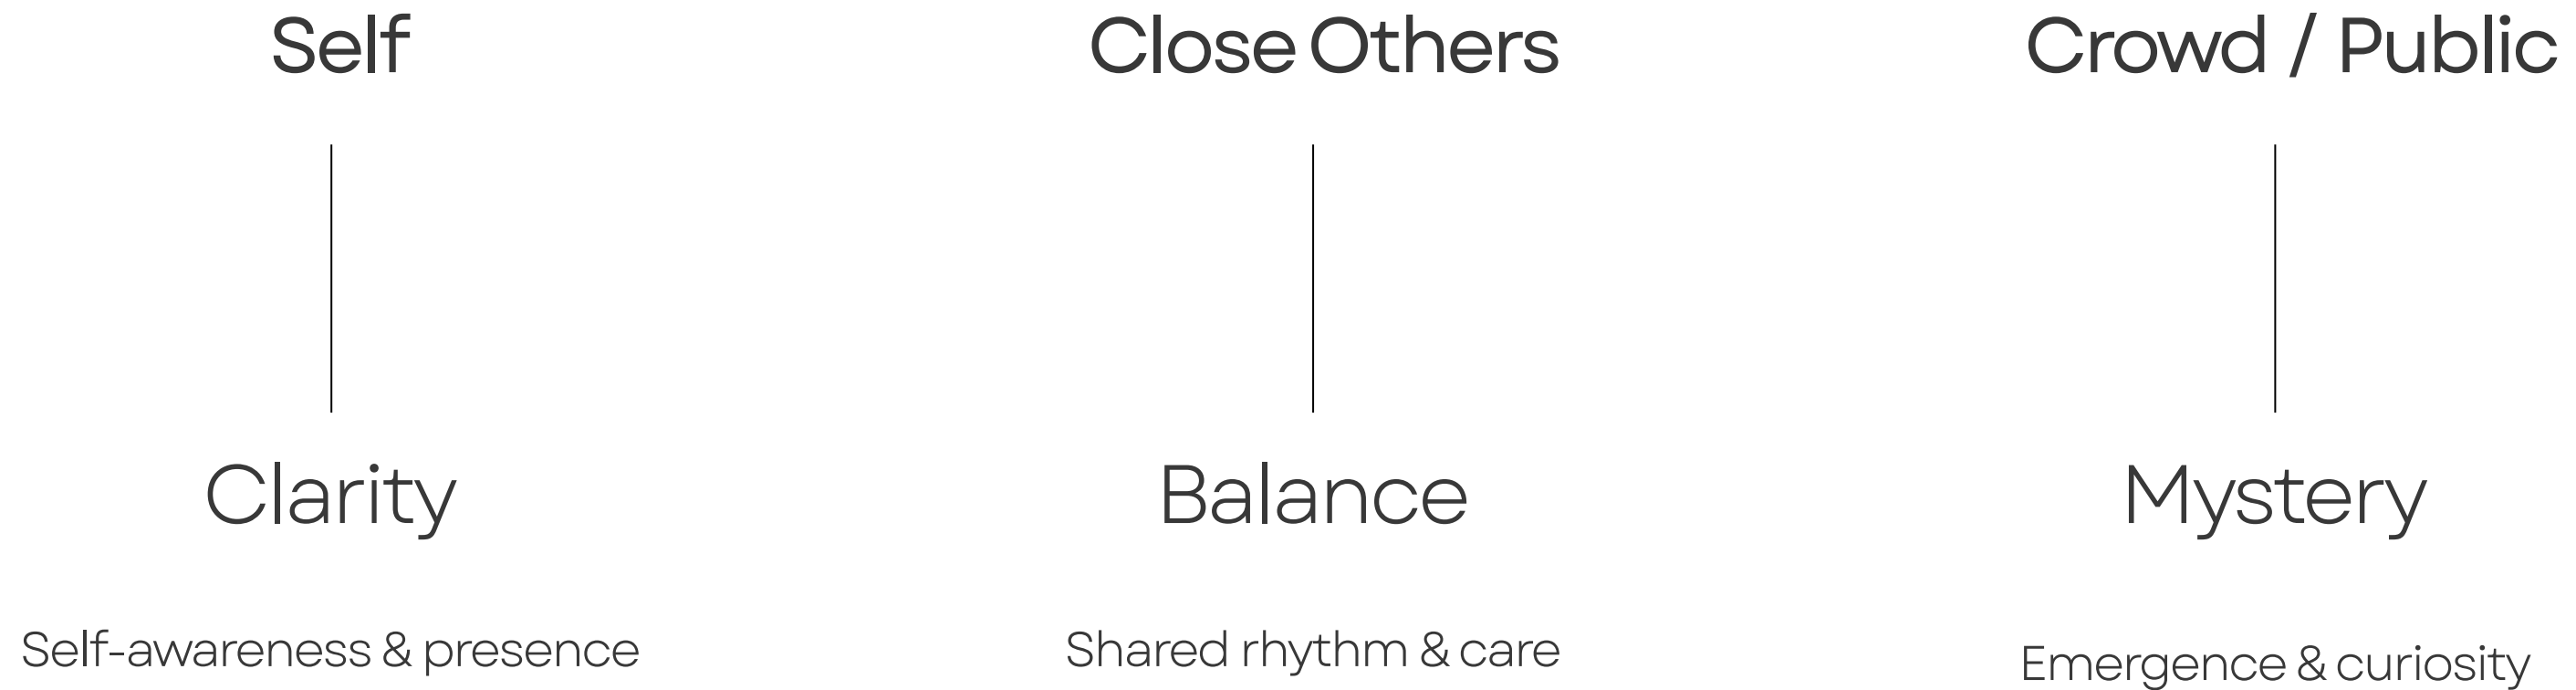 Self
Close Others
Crowd / Public
Clarity
Balance
Mystery
Self-awareness & presence
Shared rhythm & care
Emergence & curiosity